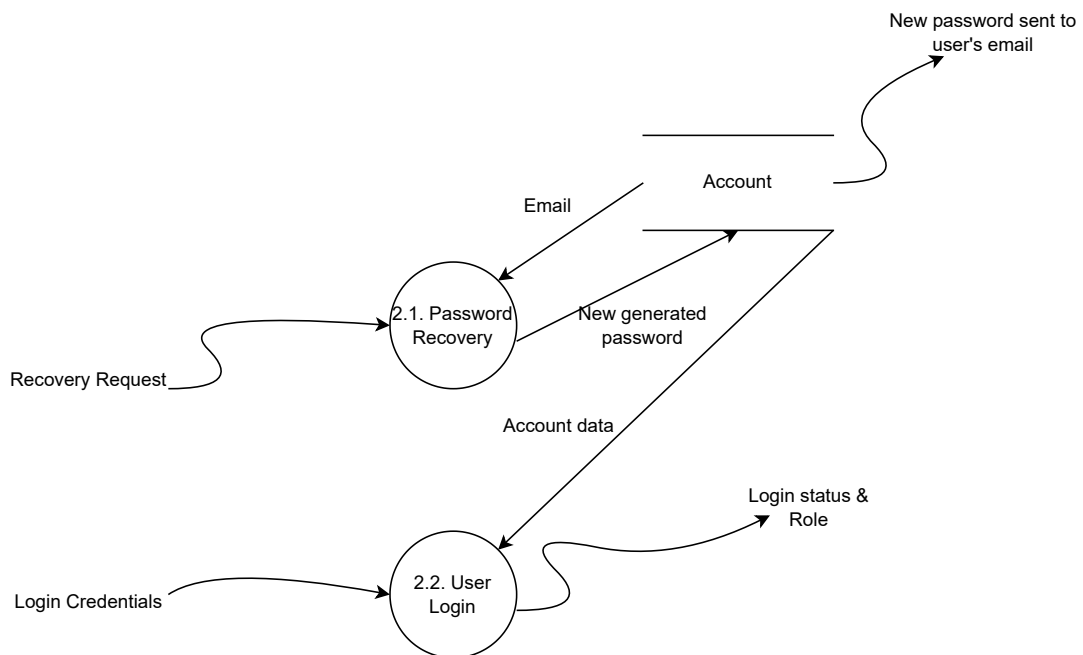 New password sent to
user's email
Account
Email
2.1. Password
Recovery
New generated
password
Recovery Request
Account data
Login status &
Role
2.2. User
Login
Login Credentials